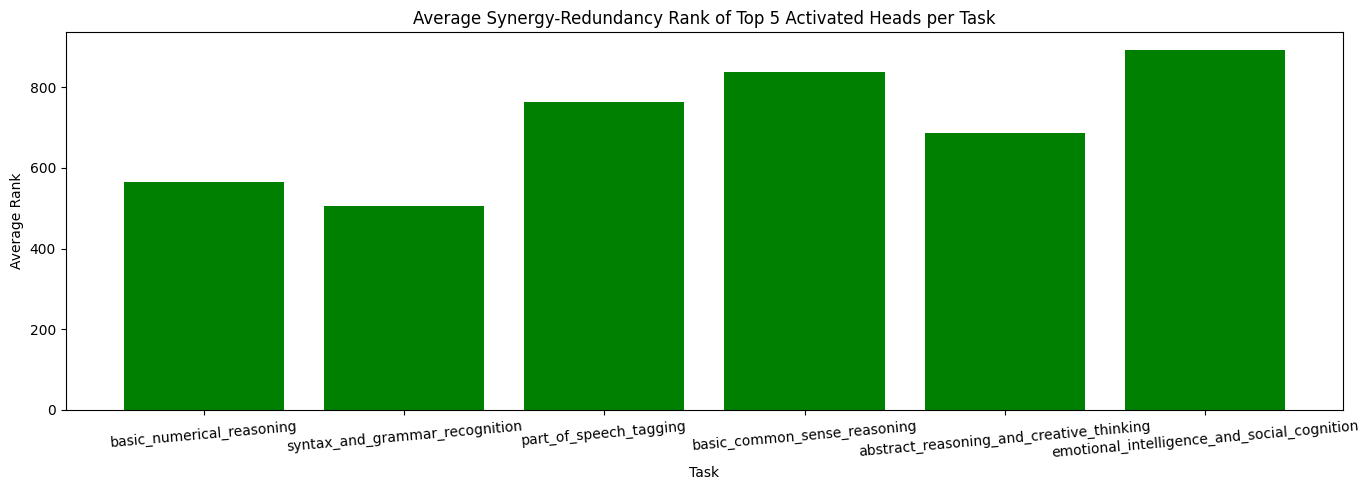 Average Synergy-Redundancy Rank of Top 5 Activated Heads per Task
Average Rank
800
600
400
200
0
basic_numerical_reasoning
syntax_and_grammar_recognition
part_of_speech_tagging
basic_common_sense_reasoning
abstract_reasoning_and_creative_thinking
emotional_intelligence_and_social_cognition
Task